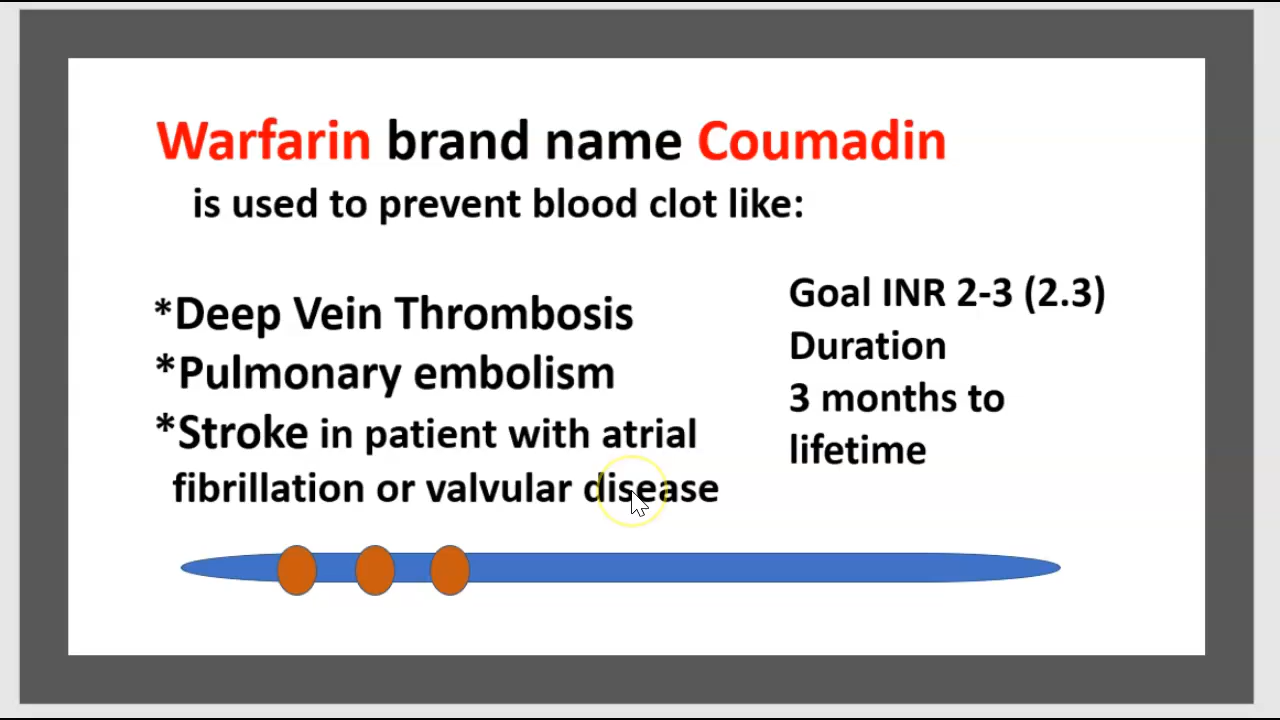 Warfarin brand name Coumadin
is used to prevent blood clot like:
*Deep Vein Thrombosis
*Pulmonary embolism
*Stroke in patient with atrial
fibrillation or valvular disease
Goal INR 2-3 (2.3)
Duration
3 months to
lifetime